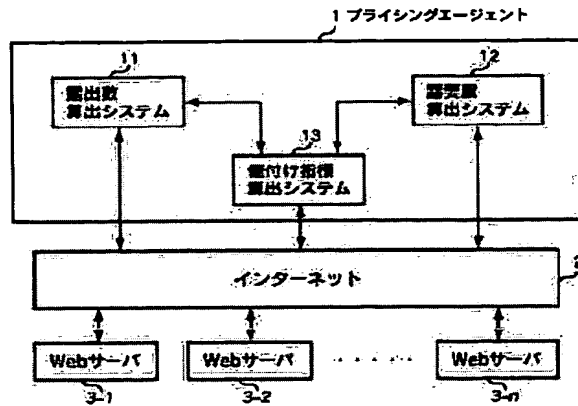 1 プライシングエージェント
11
露出数
算出システム
12
需要量
算出システム
13
値付け指標
算出システム
インターネット
2
Webサーバ
Webサーバ
・・・・・
Webサーバ
3-1
3-2
3-n